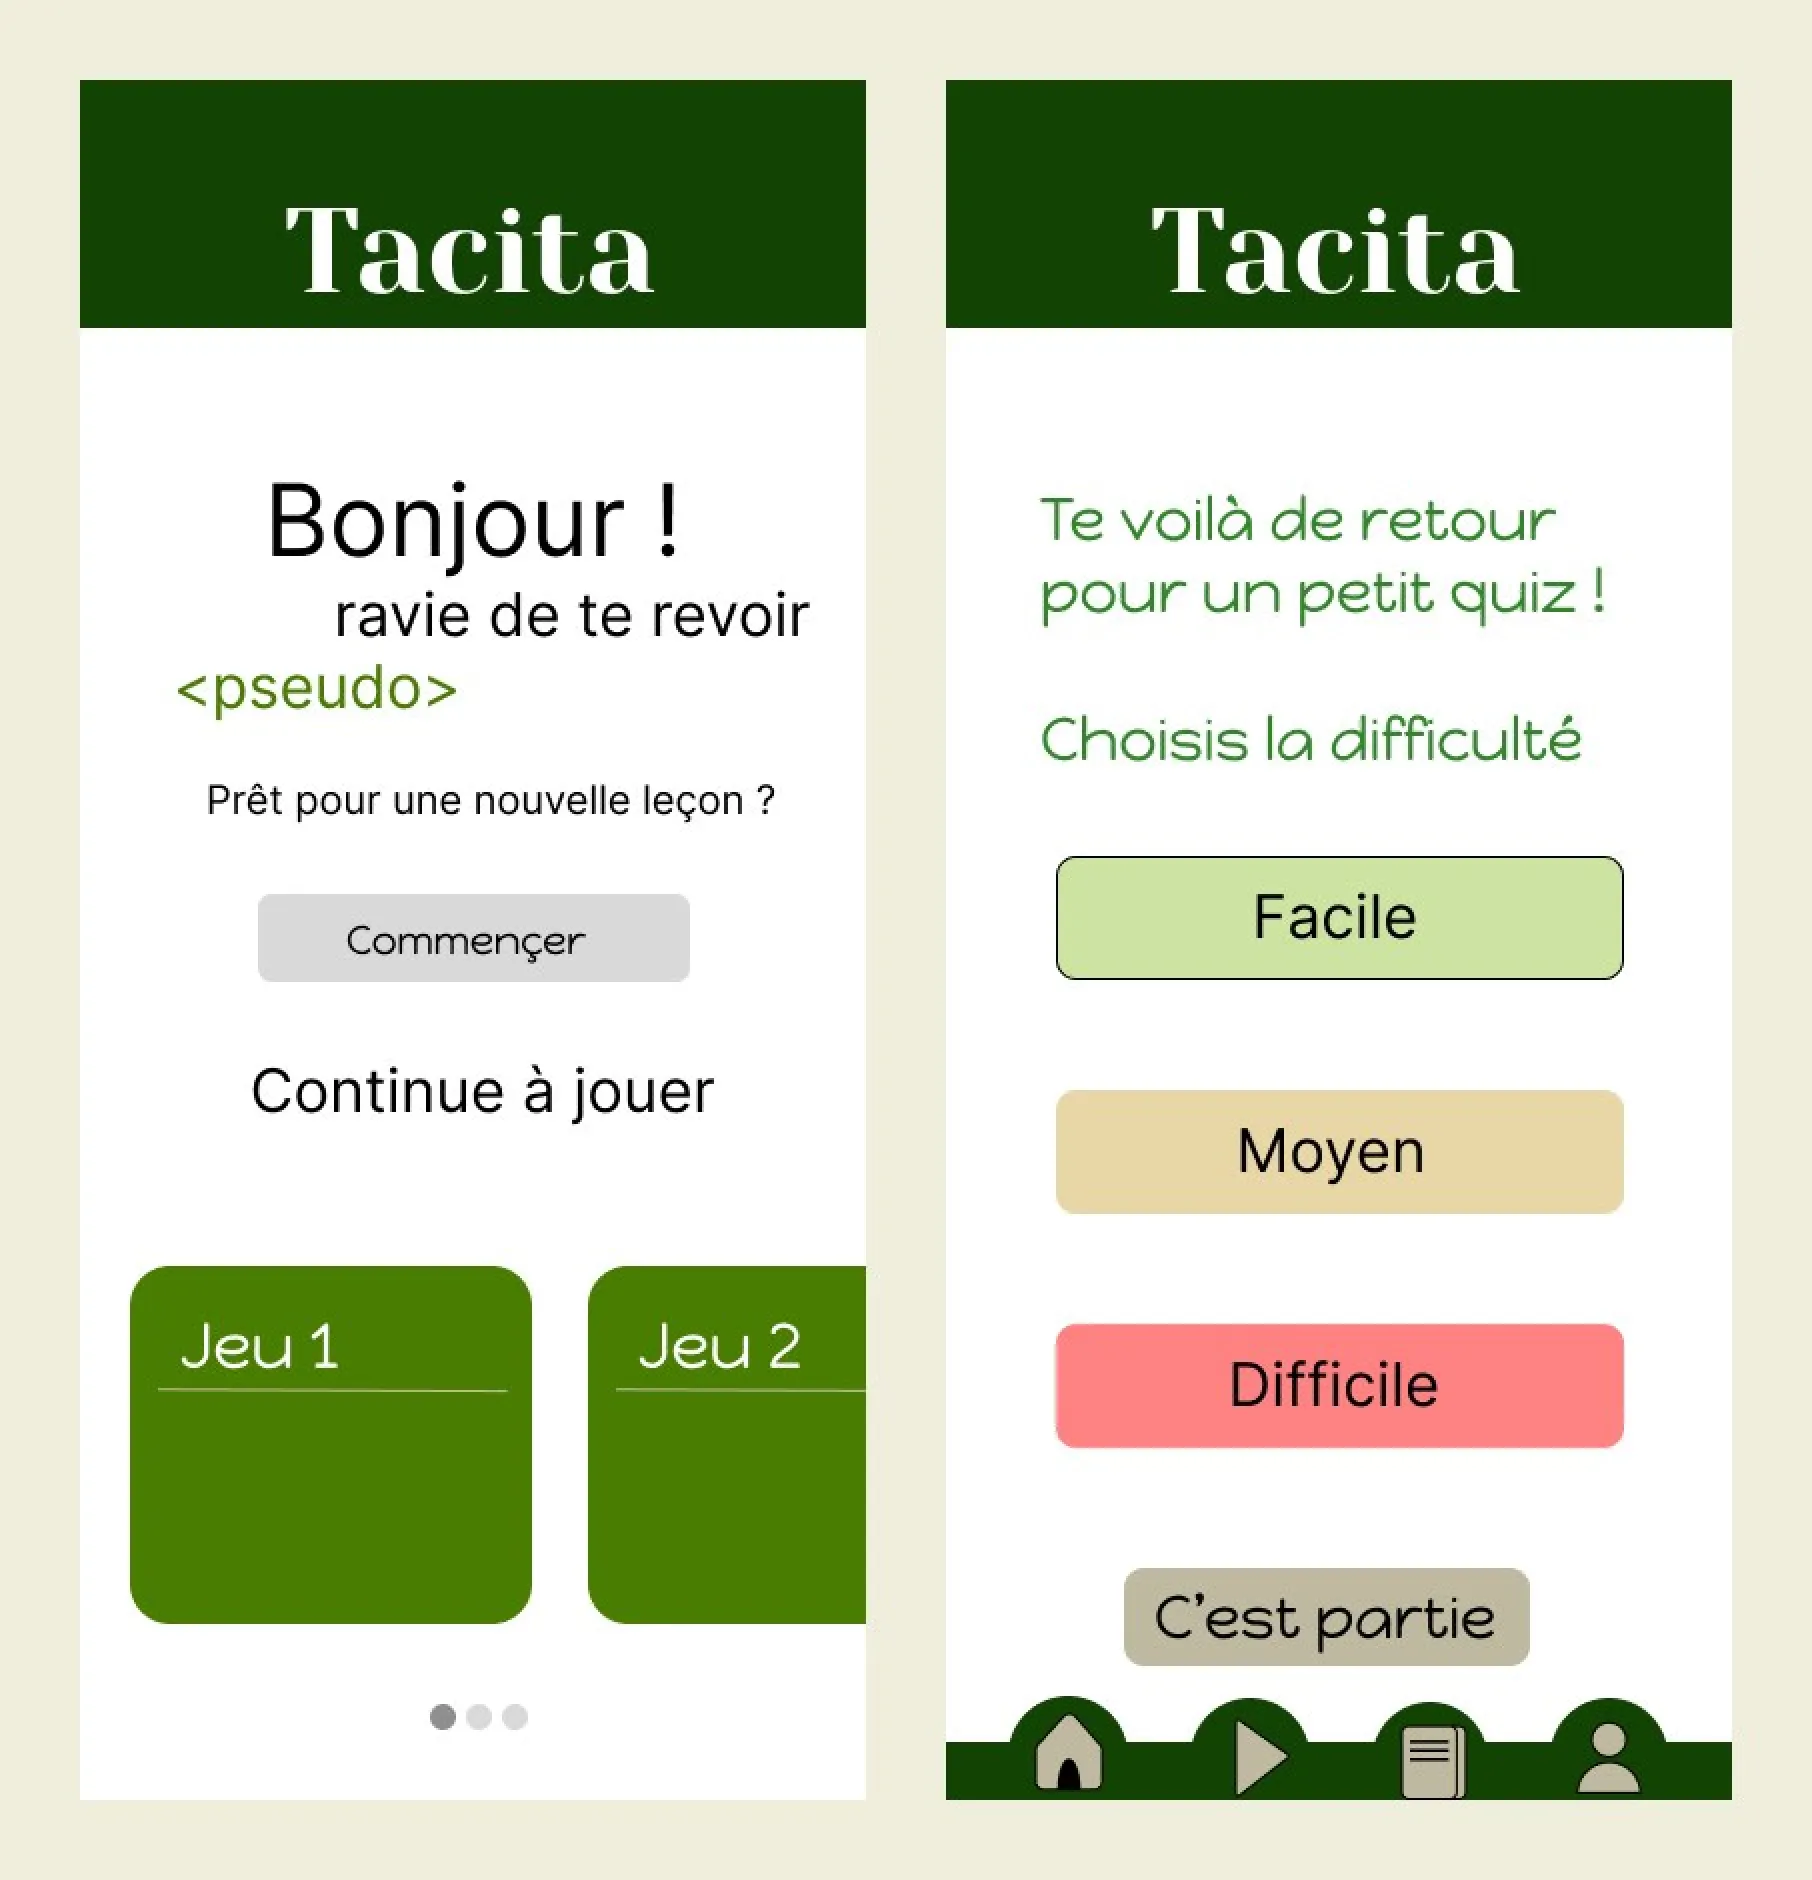 Tacita
Bonjour !
ravie de te revoir
<pseudo>
Prêt pour une nouvelle leçon ?
Commençer
Continue à jouer
Jeu 1
Jeu 2
Tacita
Te voilà de retour
pour un petit quiz !
Choisis la difficulté
Facile
Moyen
Difficile
C'est partie